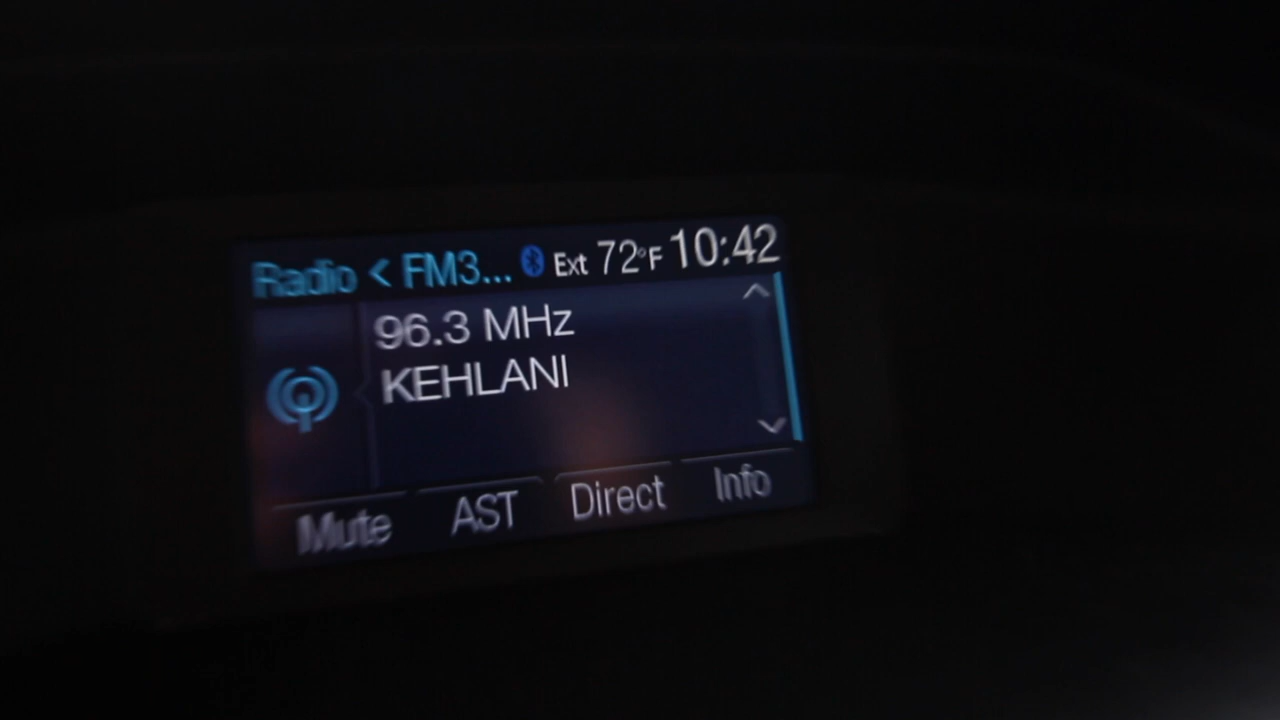 Radio < FM3... Ext 72°F 10:42
96.3 MHz
KEHLANI
Mute AST Direct Info